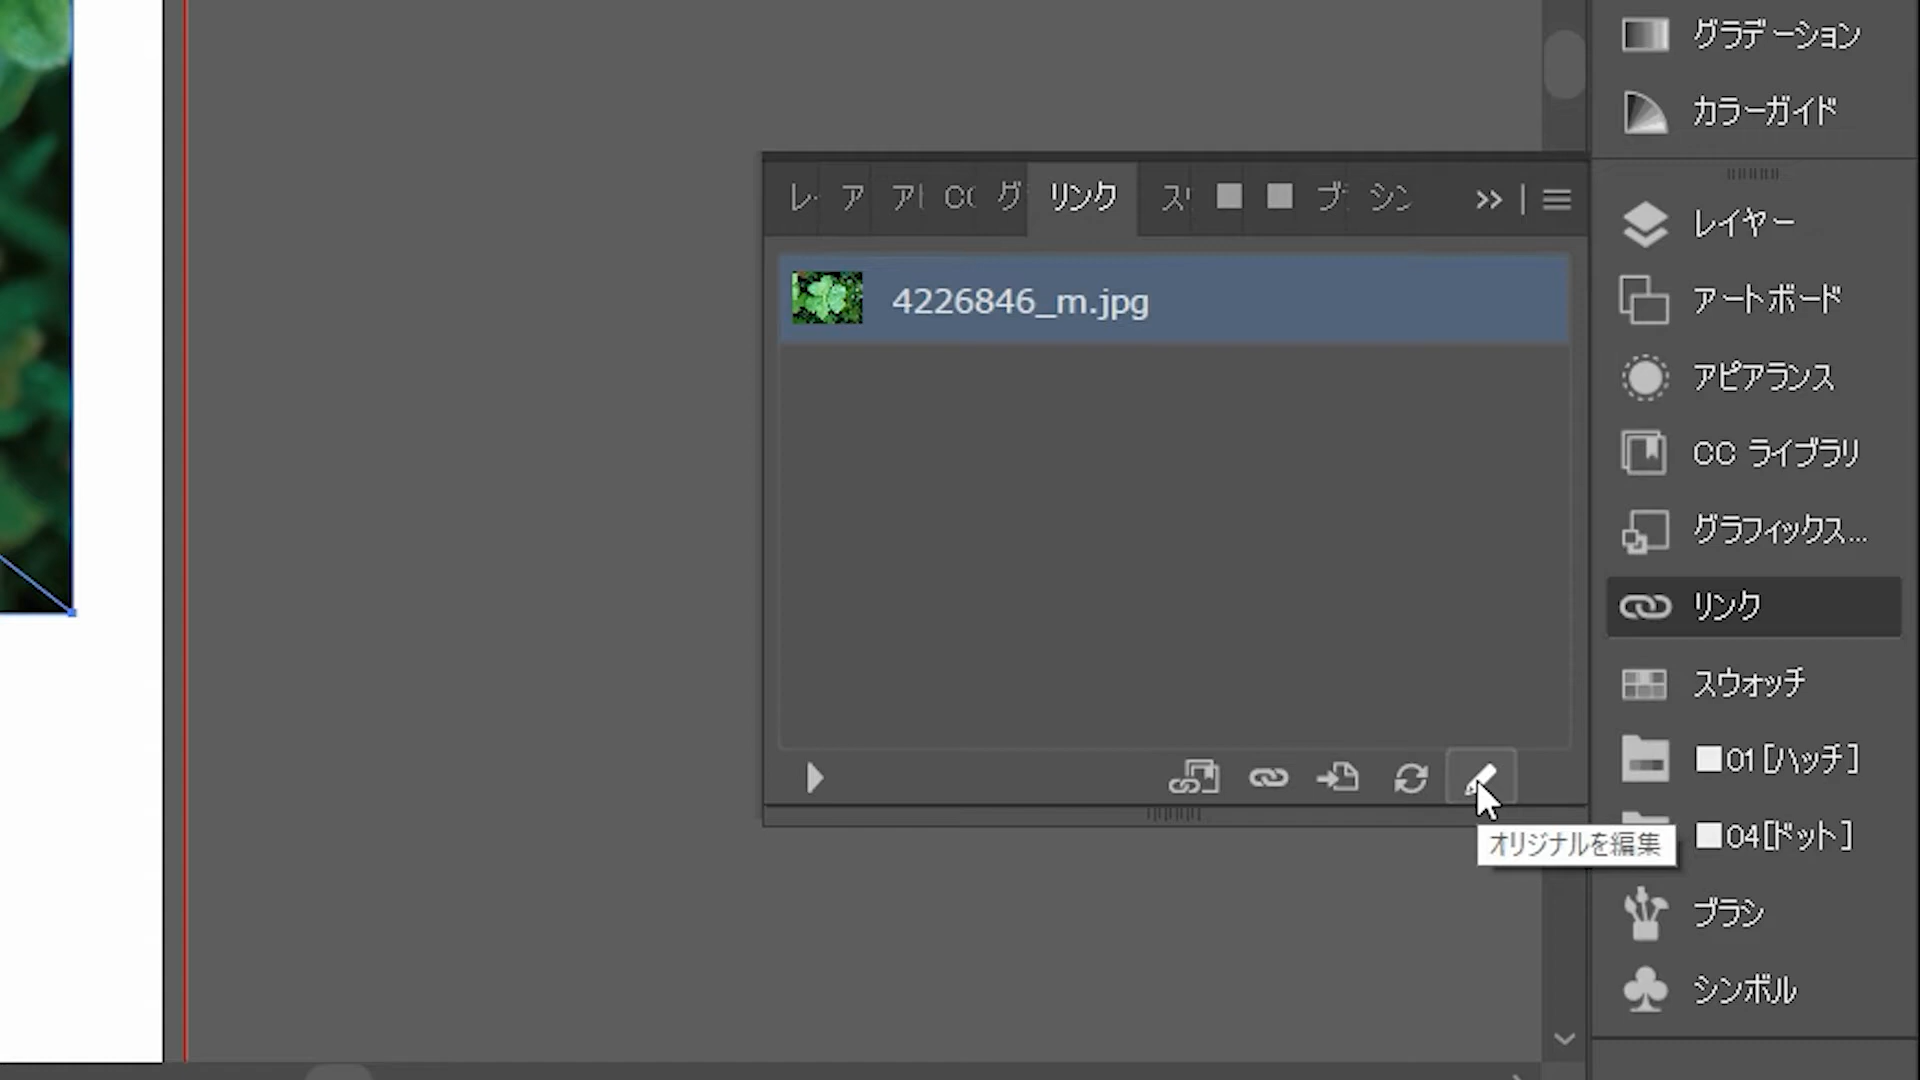 グラデーション
カラーガイド
レ ア ア CC グ リンク ス ■ ■ ブ シン
4226846_m.jpg
オリジナルを編集
レイヤー
アートボード
アピアランス
CC ライブラリ
グラフィックス...
リンク
スウォッチ
■01[ハッチ]
■04[ドット]
ブラシ
シンボル